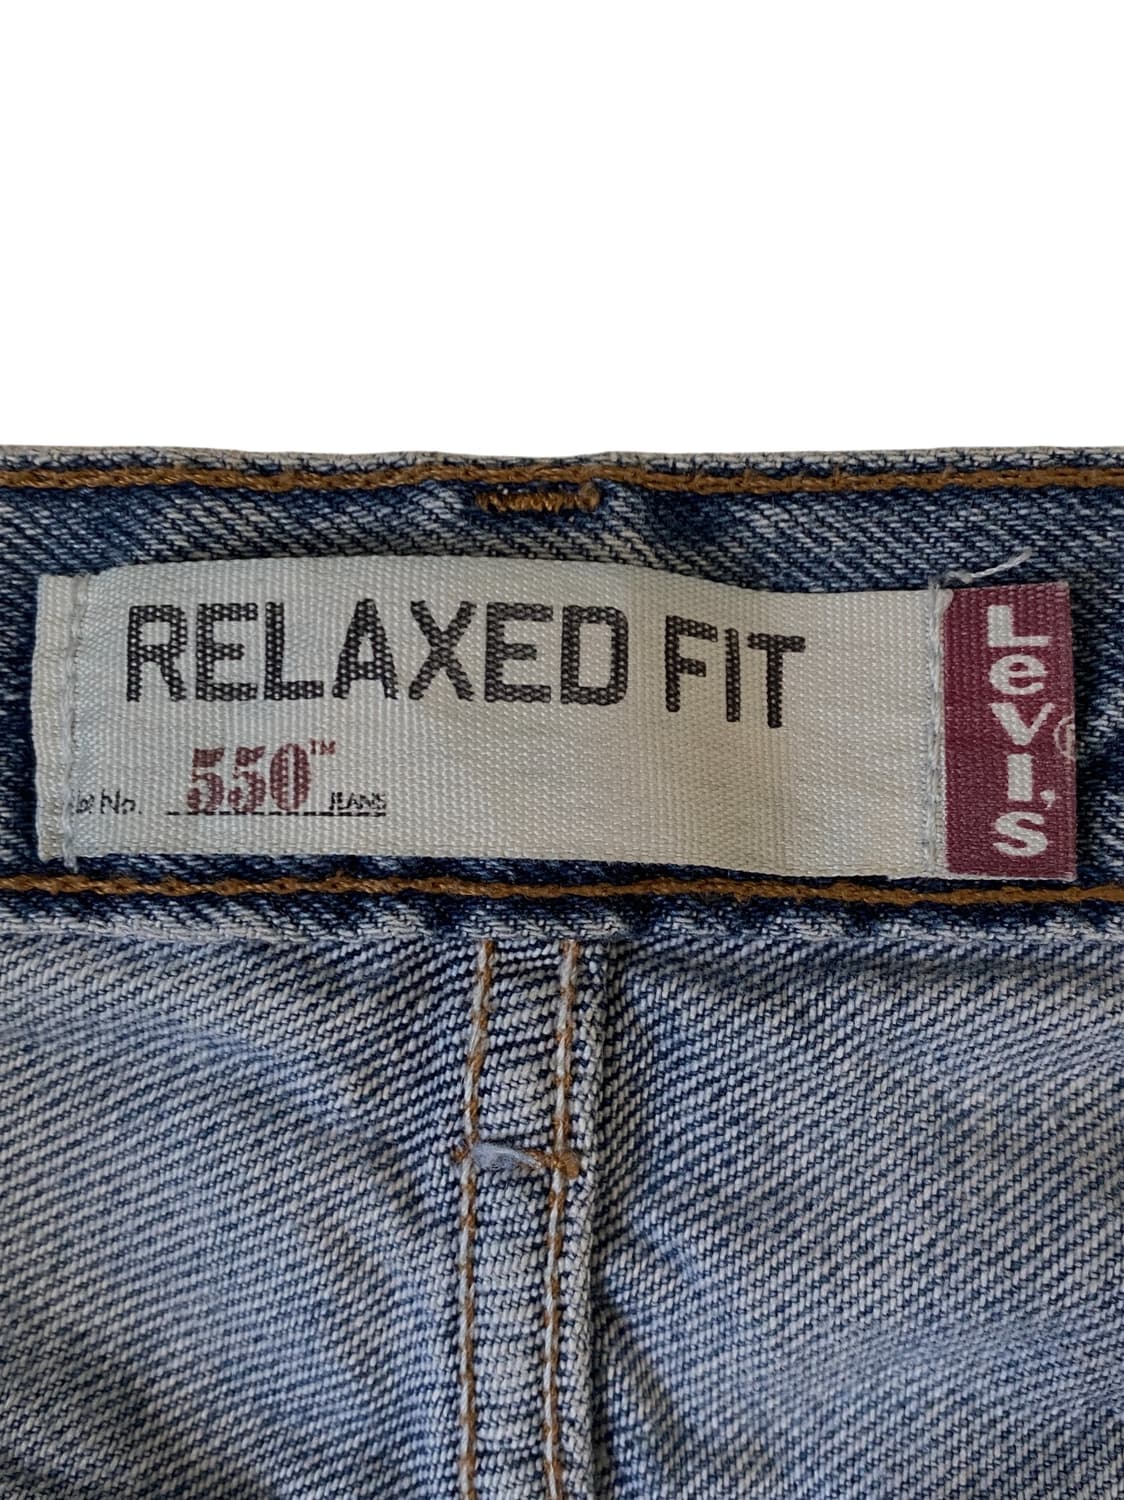 RELAXED FIT
No. 550™ JEANS
Levi's®